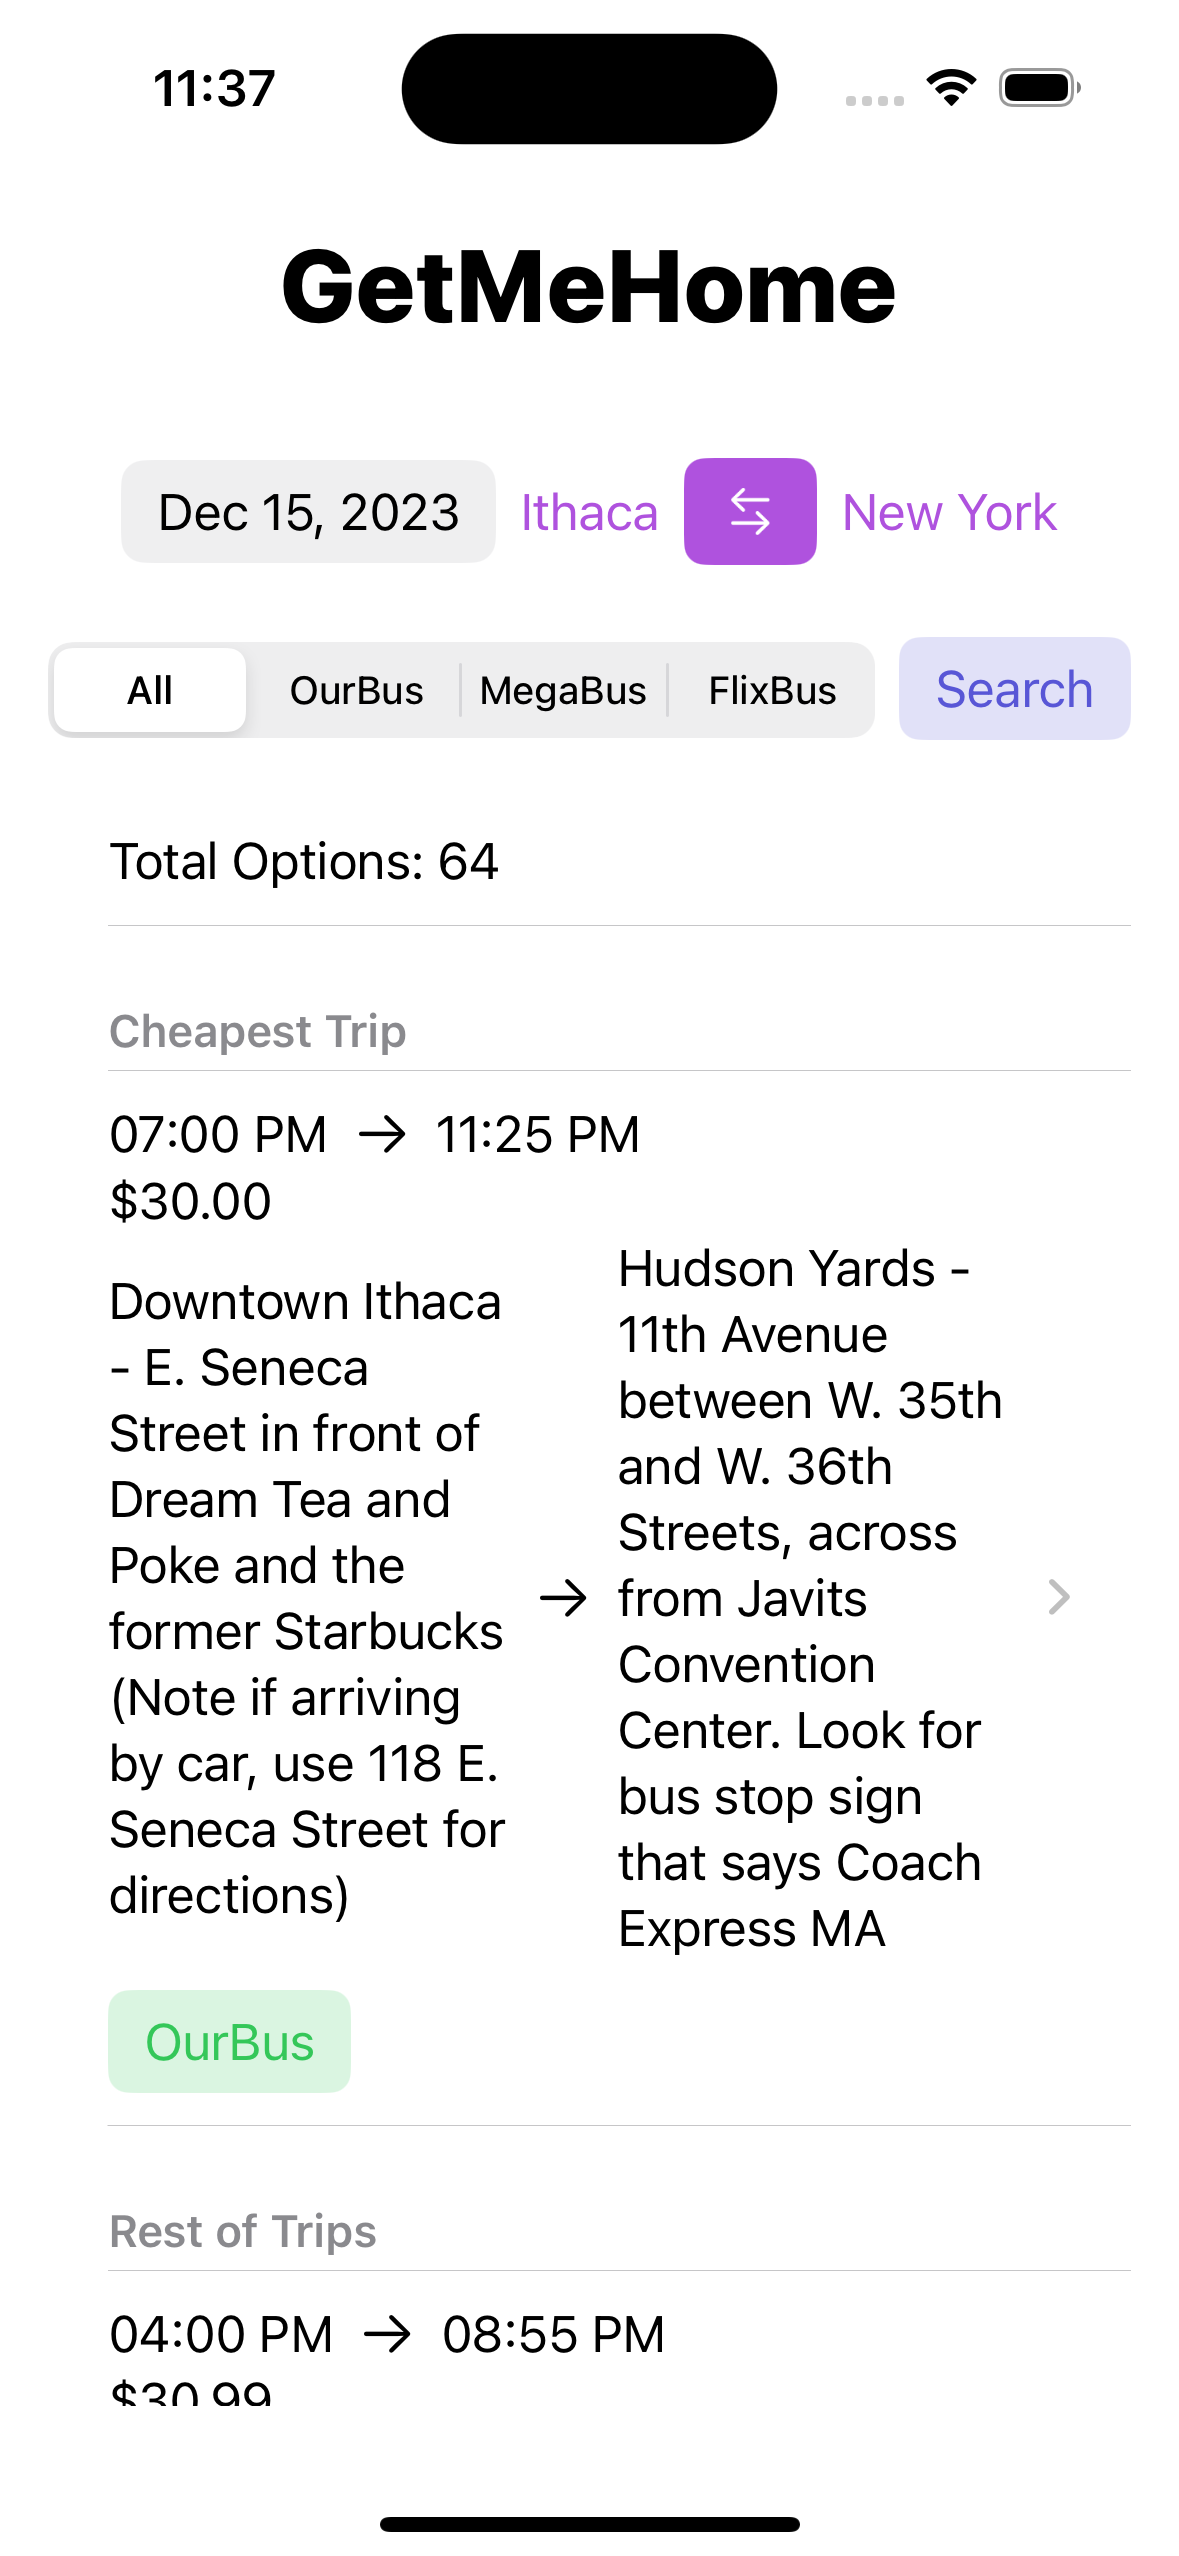 11:37
GetMeHome
Dec 15, 2023 Ithaca New York
All OurBus MegaBus FlixBus Search
Total Options: 64
Cheapest Trip
07:00 PM → 11:25 PM
$30.00
Downtown Ithaca
- E. Seneca
Street in front of
Dream Tea and
Poke and the
former Starbucks
(Note if arriving
by car, use 118 E.
Seneca Street for
directions)
→
Hudson Yards -
11th Avenue
between W. 35th
and W. 36th
Streets, across
from Javits
Convention
Center. Look for
bus stop sign
that says Coach
Express MA
OurBus
Rest of Trips
04:00 PM → 08:55 PM
$30.99